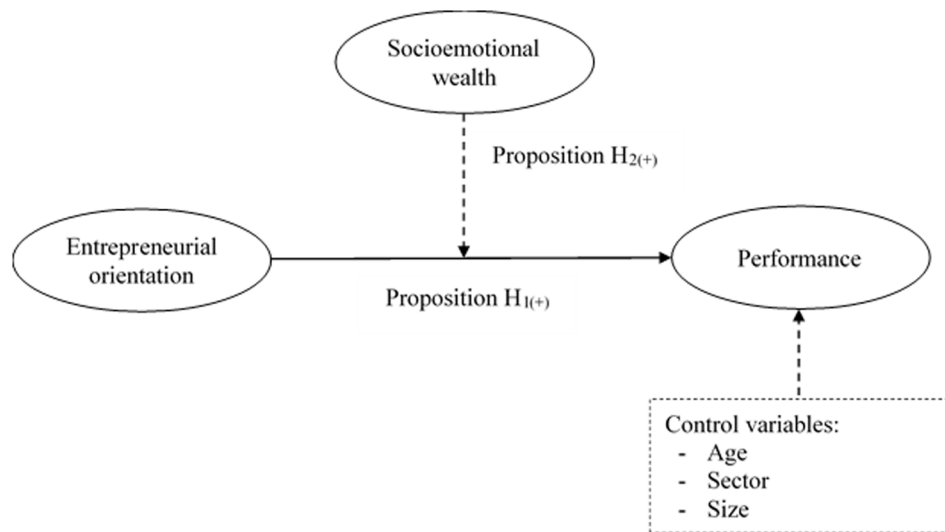 Socioemotional
wealth
Proposition H2(+)
Entrepreneurial
orientation
Performance
Proposition H1(+)
Control variables:
- Age
- Sector
- Size